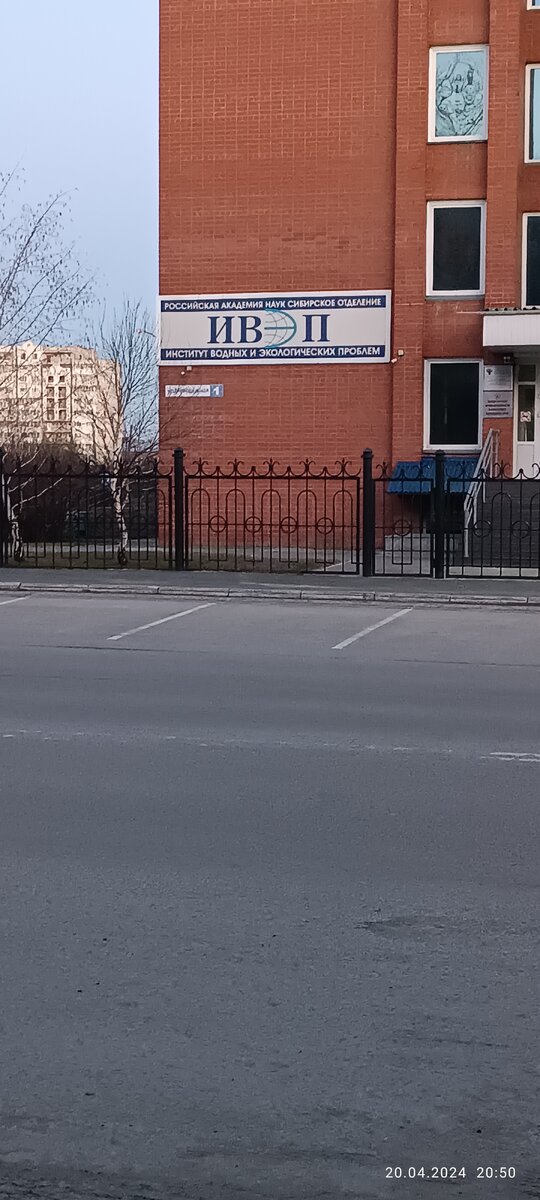 РОССИЙСКАЯ АКАДЕМИЯ НАУК СИБИРСКОЕ ОТДЕЛЕНИЕ
ИВЭП
ИНСТИТУТ ВОДНЫХ И ЭКОЛОГИЧЕСКИХ ПРОБЛЕМ
1
20.04.2024 20:50